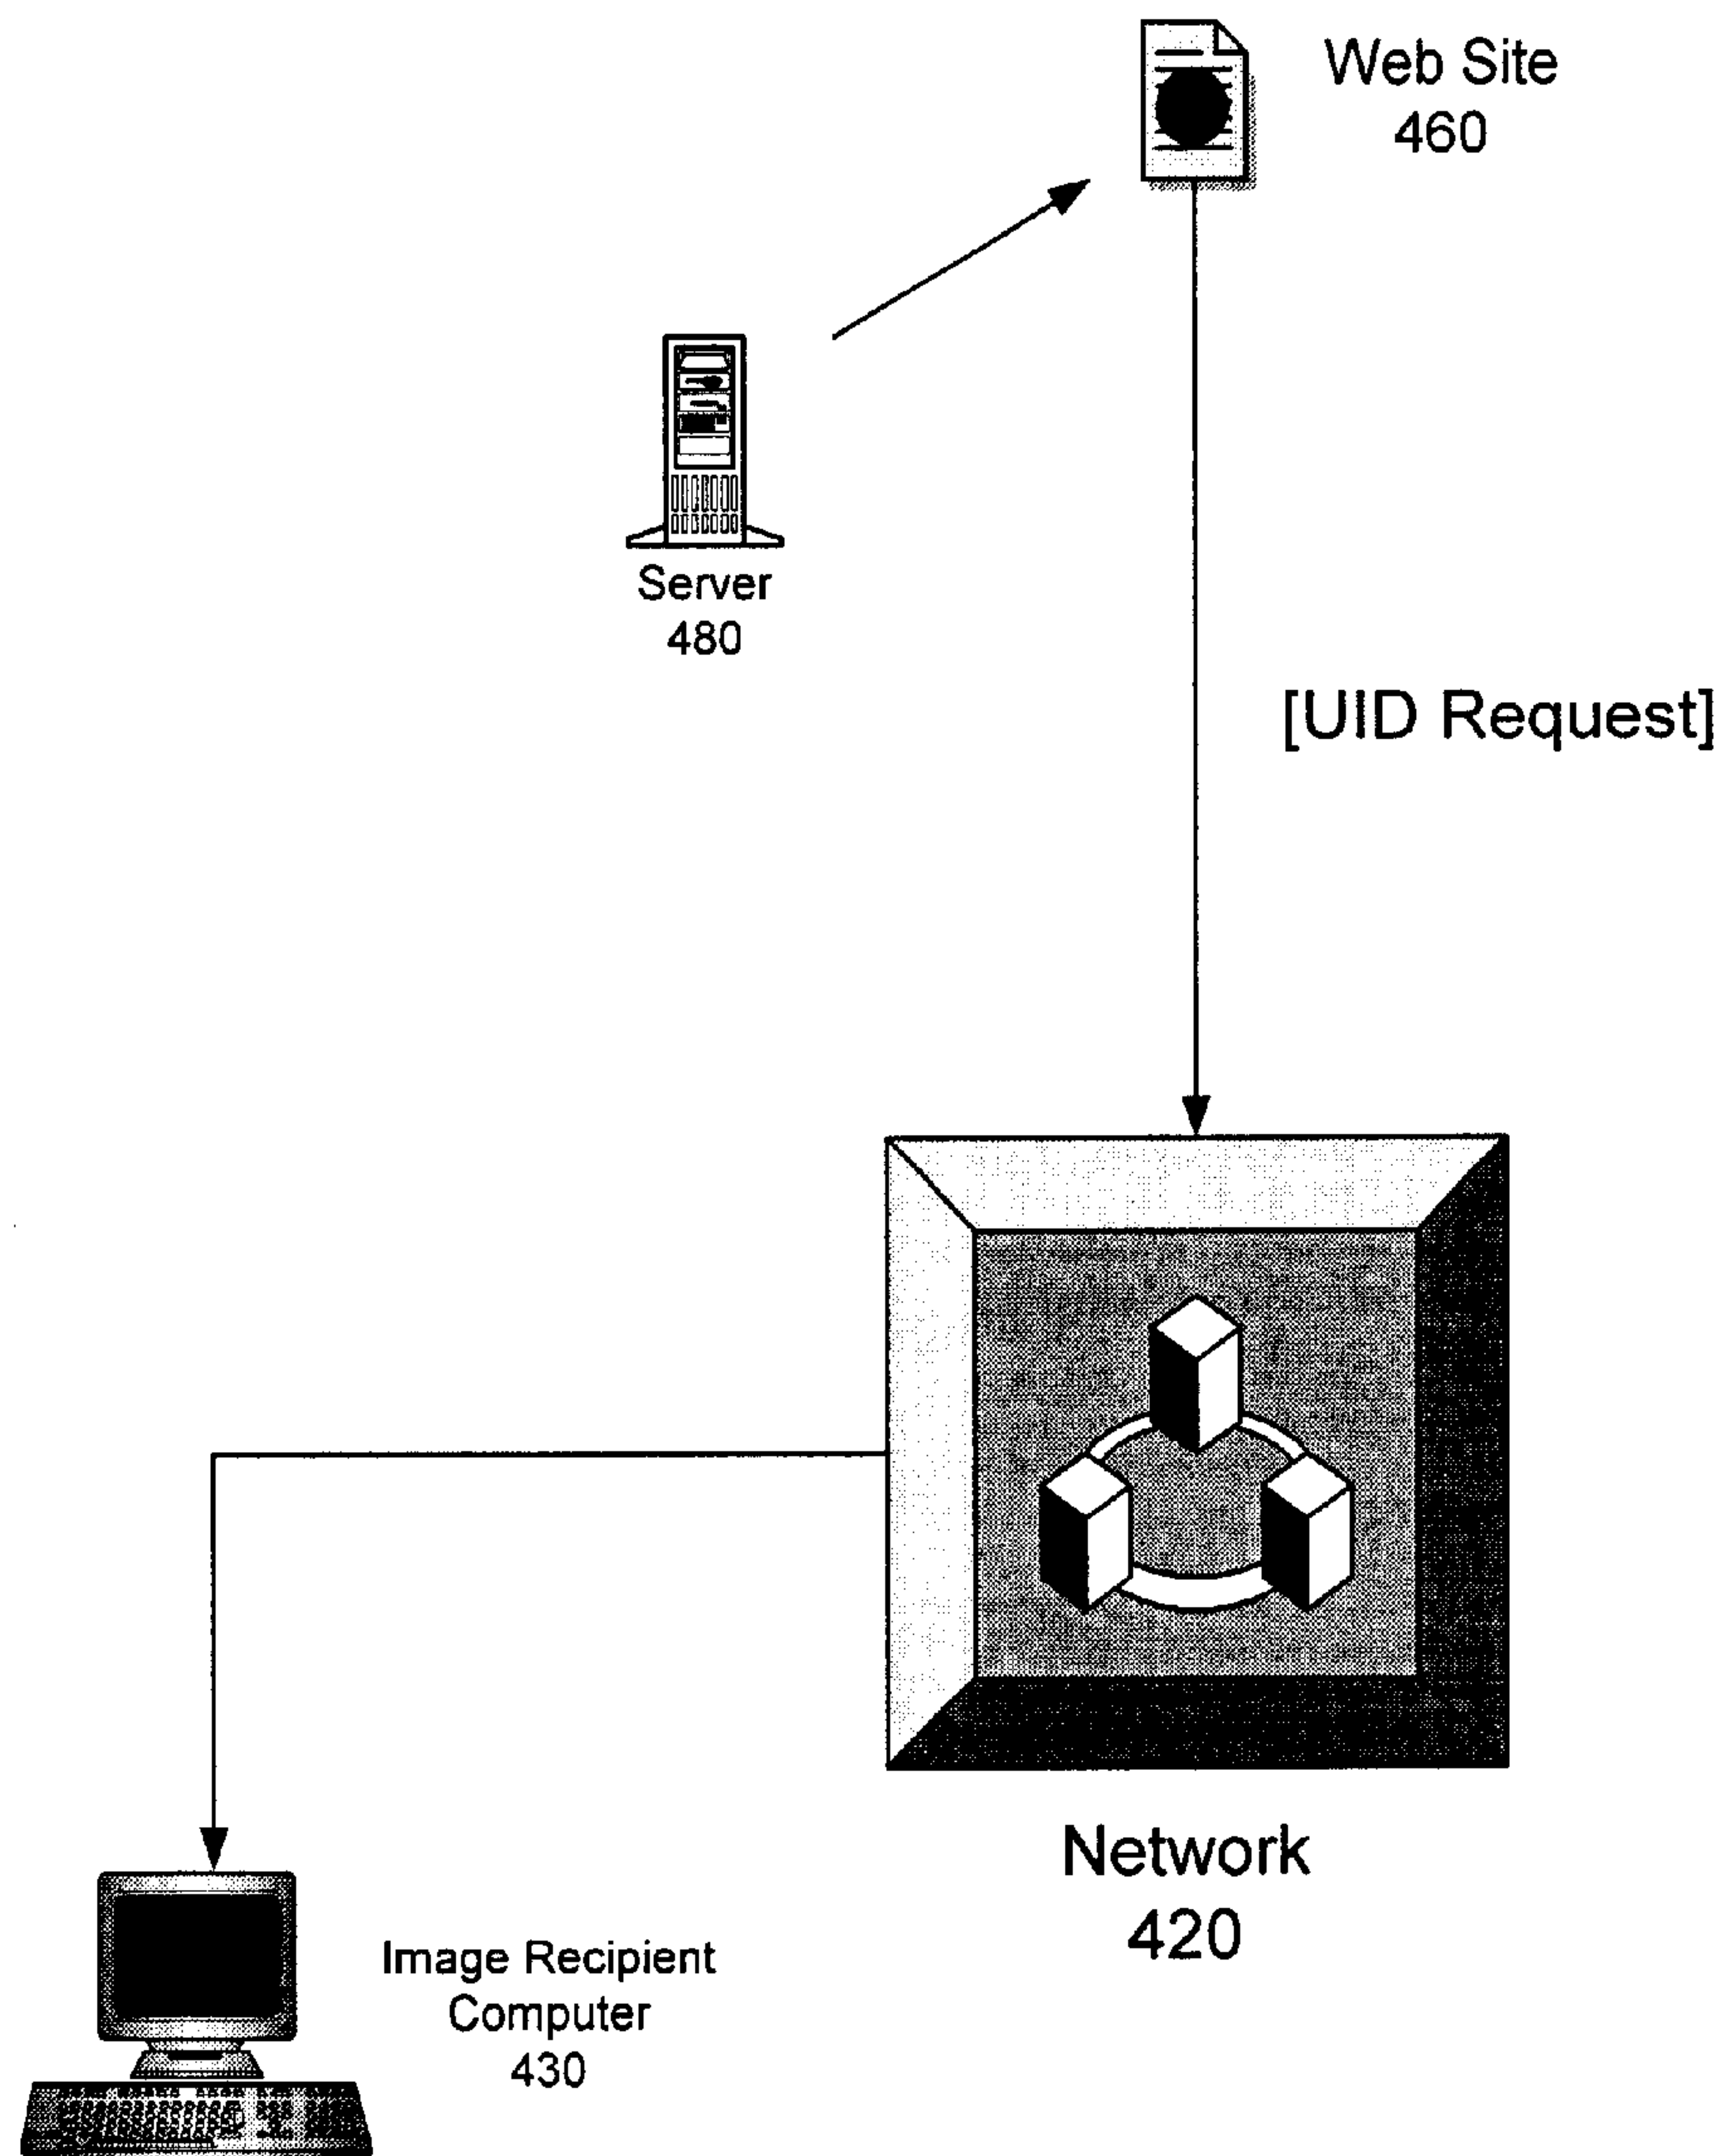 Web Site
460
Server
480
[UID Request]
Network
420
Image Recipient
Computer
430